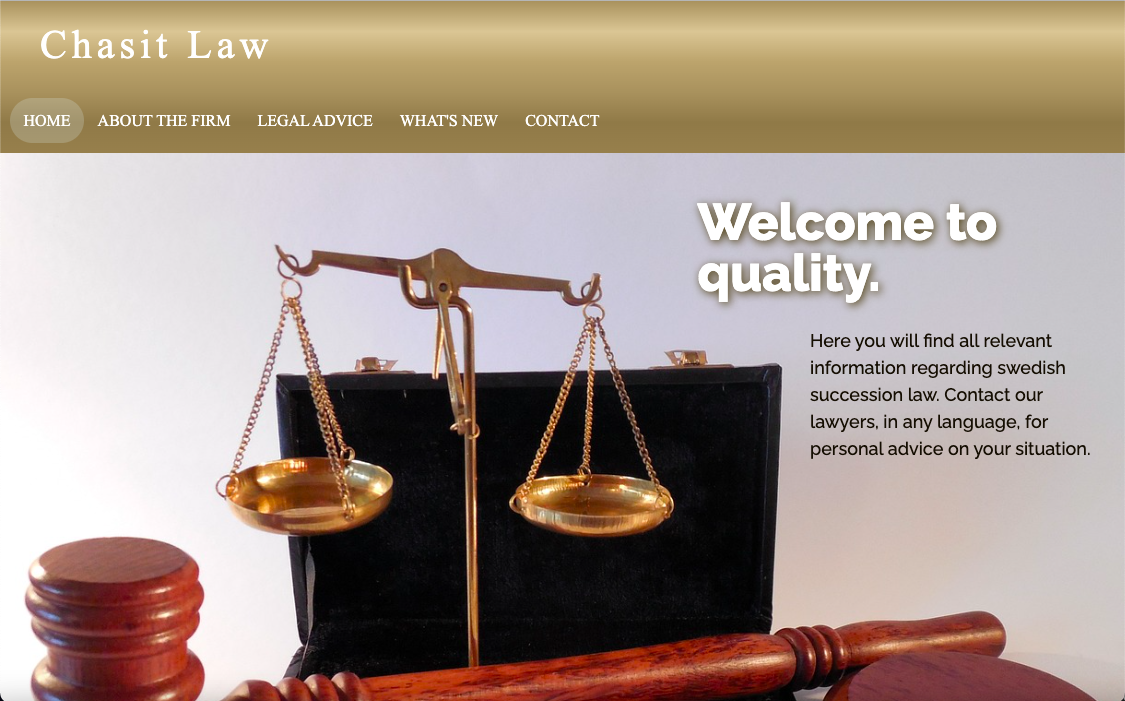 Chasit Law
HOME ABOUT THE FIRM LEGAL ADVICE WHAT'S NEW CONTACT
Welcome to
quality.
Here you will find all relevant
information regarding swedish
succession law. Contact our
lawyers, in any language, for
personal advice on your situation.